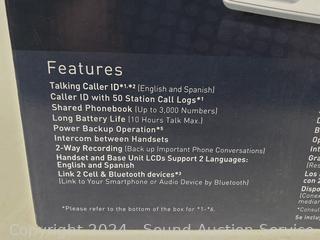 Features
Talking Caller ID*¹·*² (English and Spanish)
Caller ID with 50 Station Call Logs*¹
Shared Phonebook (Up to 3,000 Numbers)
Long Battery Life (10 Hours Talk Max.)
Power Backup Operation*⁵
Intercom between Handsets
2-Way Recording (Back up Important Phone Conversations)
Handset and Base Unit LCDs Support 2 Languages:
English and Spanish
Link 2 Cell & Bluetooth devices*³
(Link to Your Smartphone or Audio Device by Bluetooth)
*Please refer to the bottom of the box for *1-*6.
Copyright 2024 - Sound Auction Service